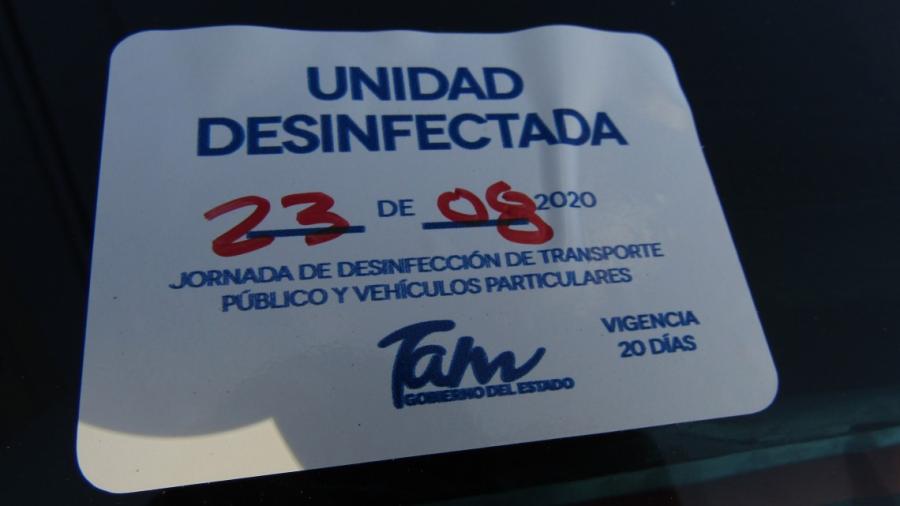 UNIDAD
DESINFECTADA
23 DE 08 2020
JORNADA DE DESINFECCIÓN DE TRANSPORTE
PÚBLICO Y VEHÍCULOS PARTICULARES
VIGENCIA
20 DÍAS
Tam
GOBIERNO DEL ESTADO